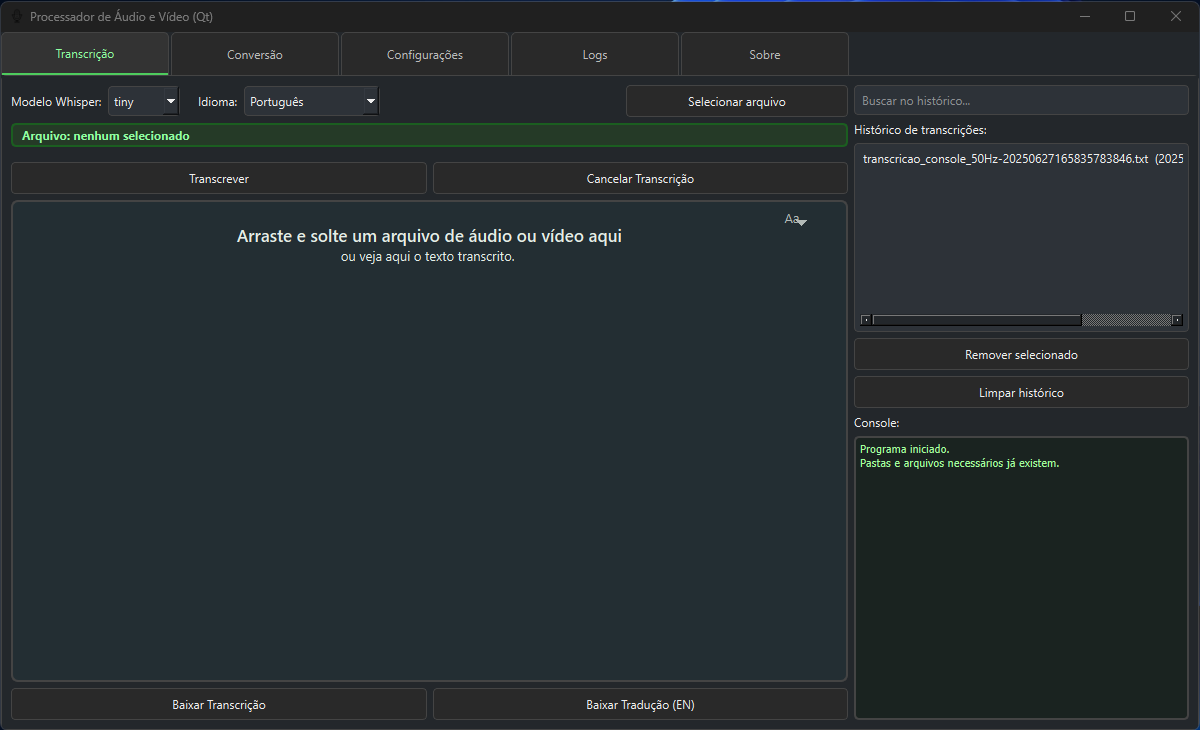 Processador de Áudio e Vídeo (Qt)
Transcrição
Conversão
Configurações
Logs
Sobre
Modelo Whisper: tiny
Idioma: Português
Selecionar arquivo
Arquivo: nenhum selecionado
Transcrever
Cancelar Transcrição
Aa
Arraste e solte um arquivo de áudio ou vídeo aqui
ou veja aqui o texto transcrito.
Baixar Transcrição
Baixar Tradução (EN)
Buscar no histórico...
Histórico de transcrições:
transcricao_console_50Hz-20250627165835783846.txt (2025
Remover selecionado
Limpar histórico
Console:
Programa iniciado.
Pastas e arquivos necessários já existem.